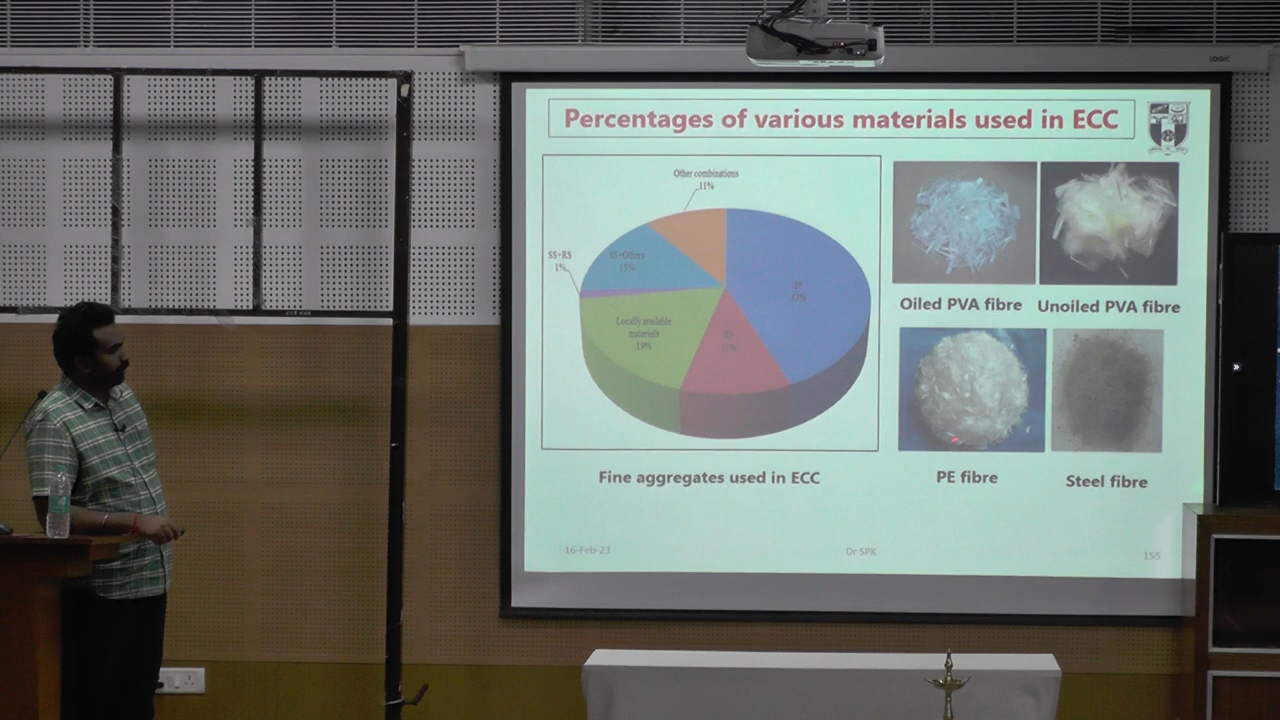 LOGIC
Percentages of various materials used in ECC
Other combinations
11%
SS+RS
1%
SS+Others
15%
Locally available
materials
19%
Oiled PVA fibre
Unoiled PVA fibre
PE fibre
Steel fibre
Fine aggregates used in ECC
16-Feb-23
Dr SPK
155